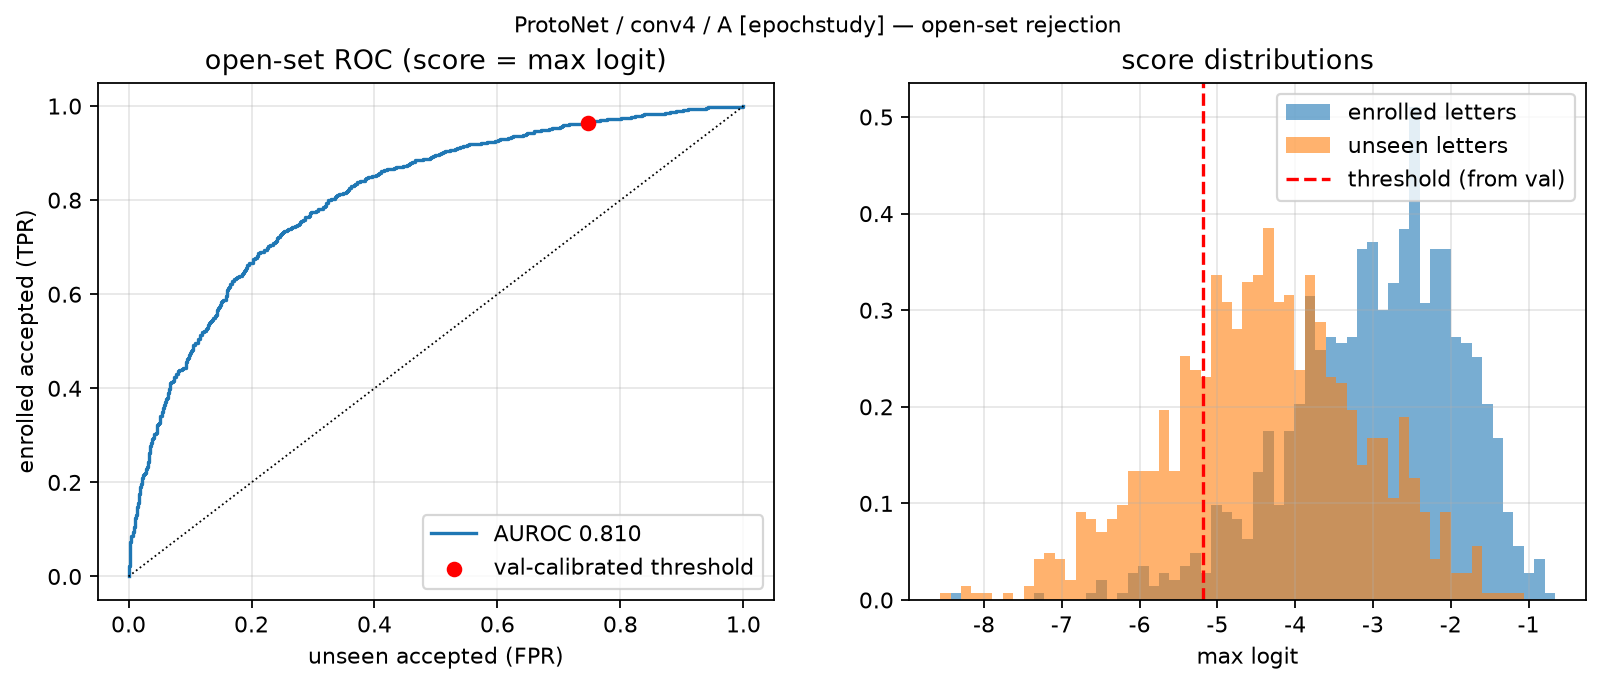 ProtoNet / conv4 / A [epochstudy] — open-set rejection
open-set ROC (score = max logit)
1.0
0.8
0.6
0.4
0.2
0.0
enrolled accepted (TPR)
AUROC 0.810
val-calibrated threshold
0.0 0.2 0.4 0.6 0.8 1.0
unseen accepted (FPR)
score distributions
0.5
0.4
0.3
0.2
0.1
0.0
enrolled letters
unseen letters
threshold (from val)
-8 -7 -6 -5 -4 -3 -2 -1
max logit